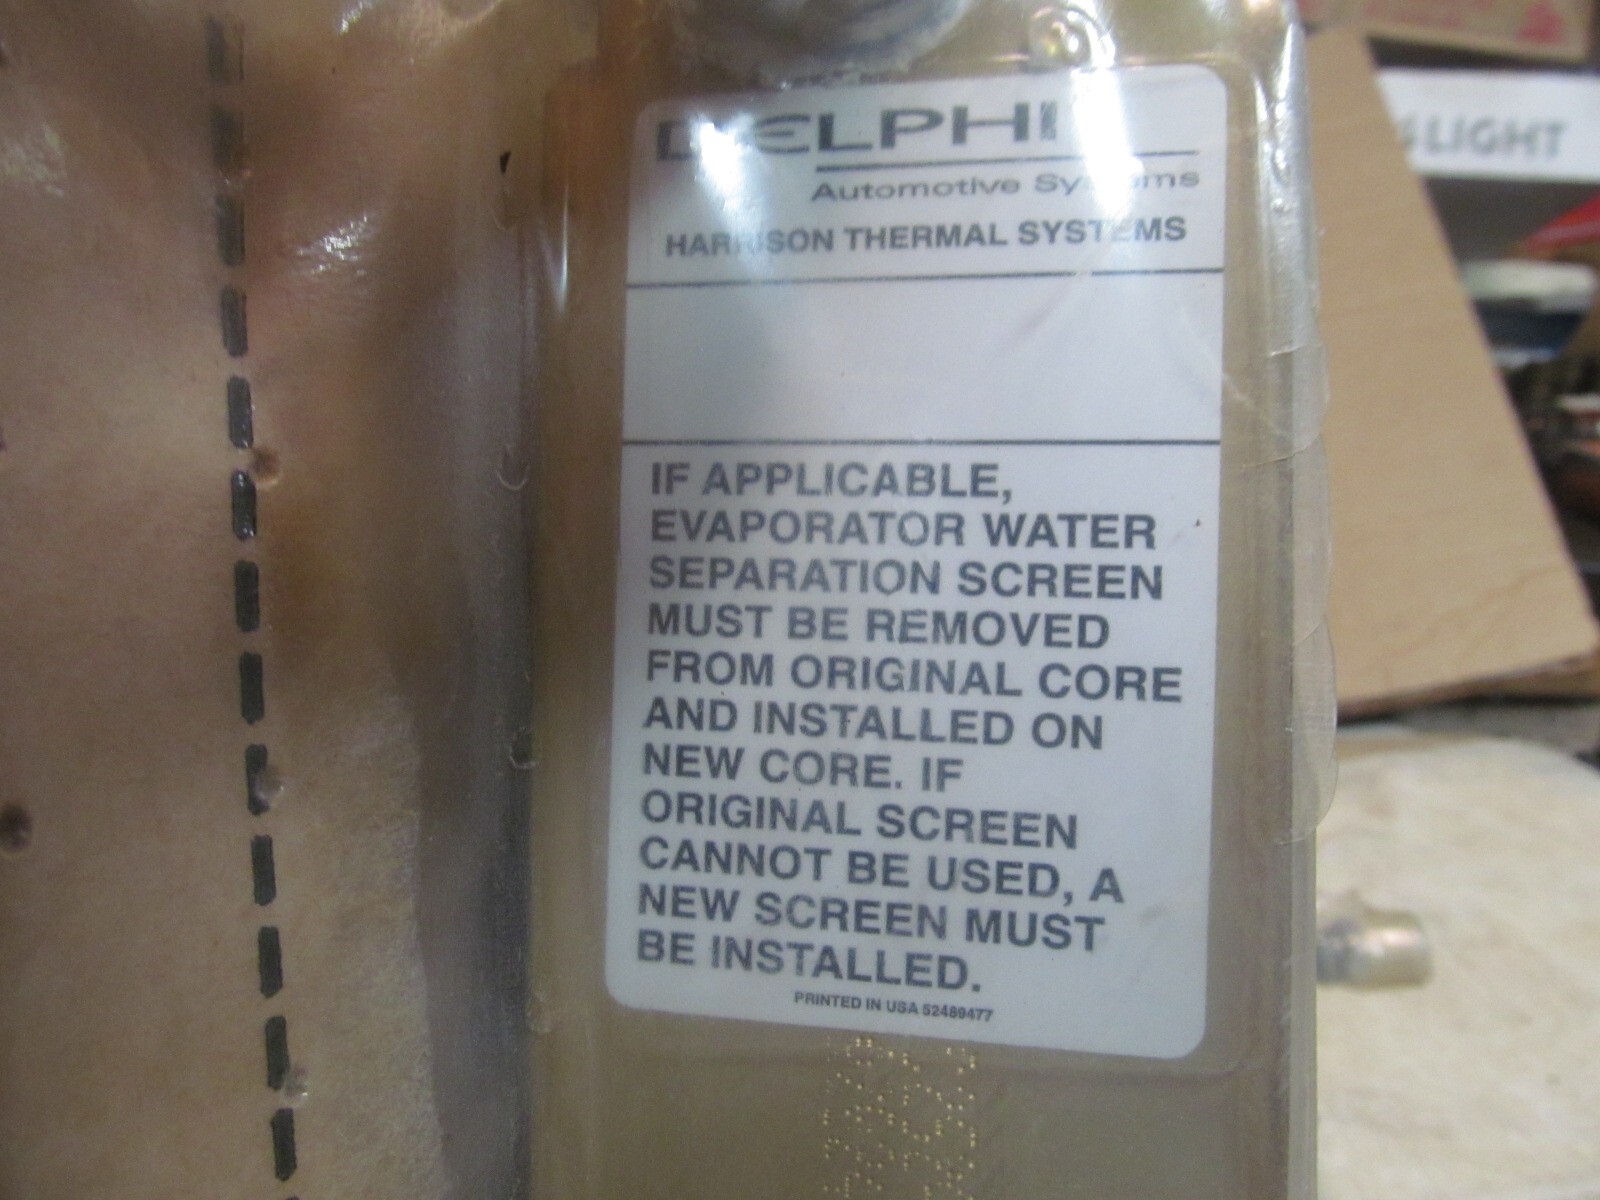 DELPHI
Automotive Systems
HARRISON THERMAL SYSTEMS
IF APPLICABLE,
EVAPORATOR WATER
SEPARATION SCREEN
MUST BE REMOVED
FROM ORIGINAL CORE
AND INSTALLED ON
NEW CORE. IF
ORIGINAL SCREEN
CANNOT BE USED, A
NEW SCREEN MUST
BE INSTALLED.
PRINTED IN USA 52489477
LIGHT